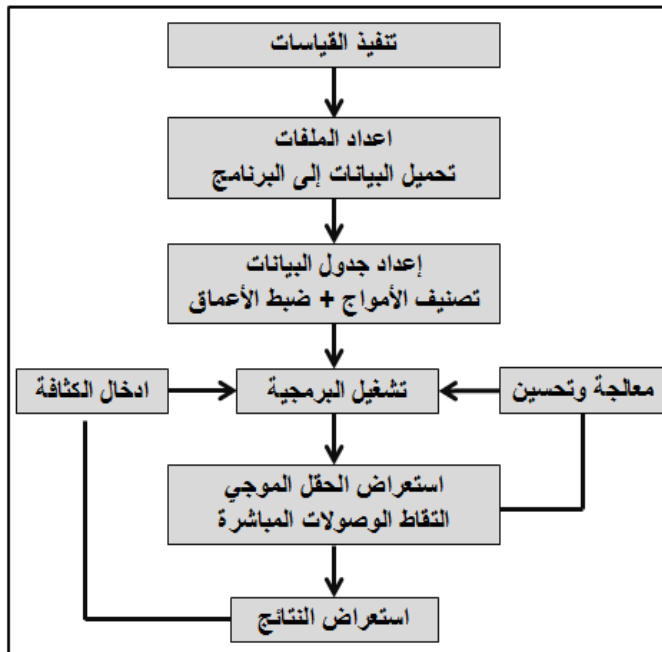 تنفيذ القياسات
اعداد الملفات
تحميل البيانات إلى البرنامج
إعداد جدول البيانات
تصنيف الأمواج + ضبط الأعماق
معالجة وتحسين
تشغيل البرمجية
ادخال الكثافة
استعراض الحقل الموجي
التقاط الوصولات المباشرة
استعراض النتائج